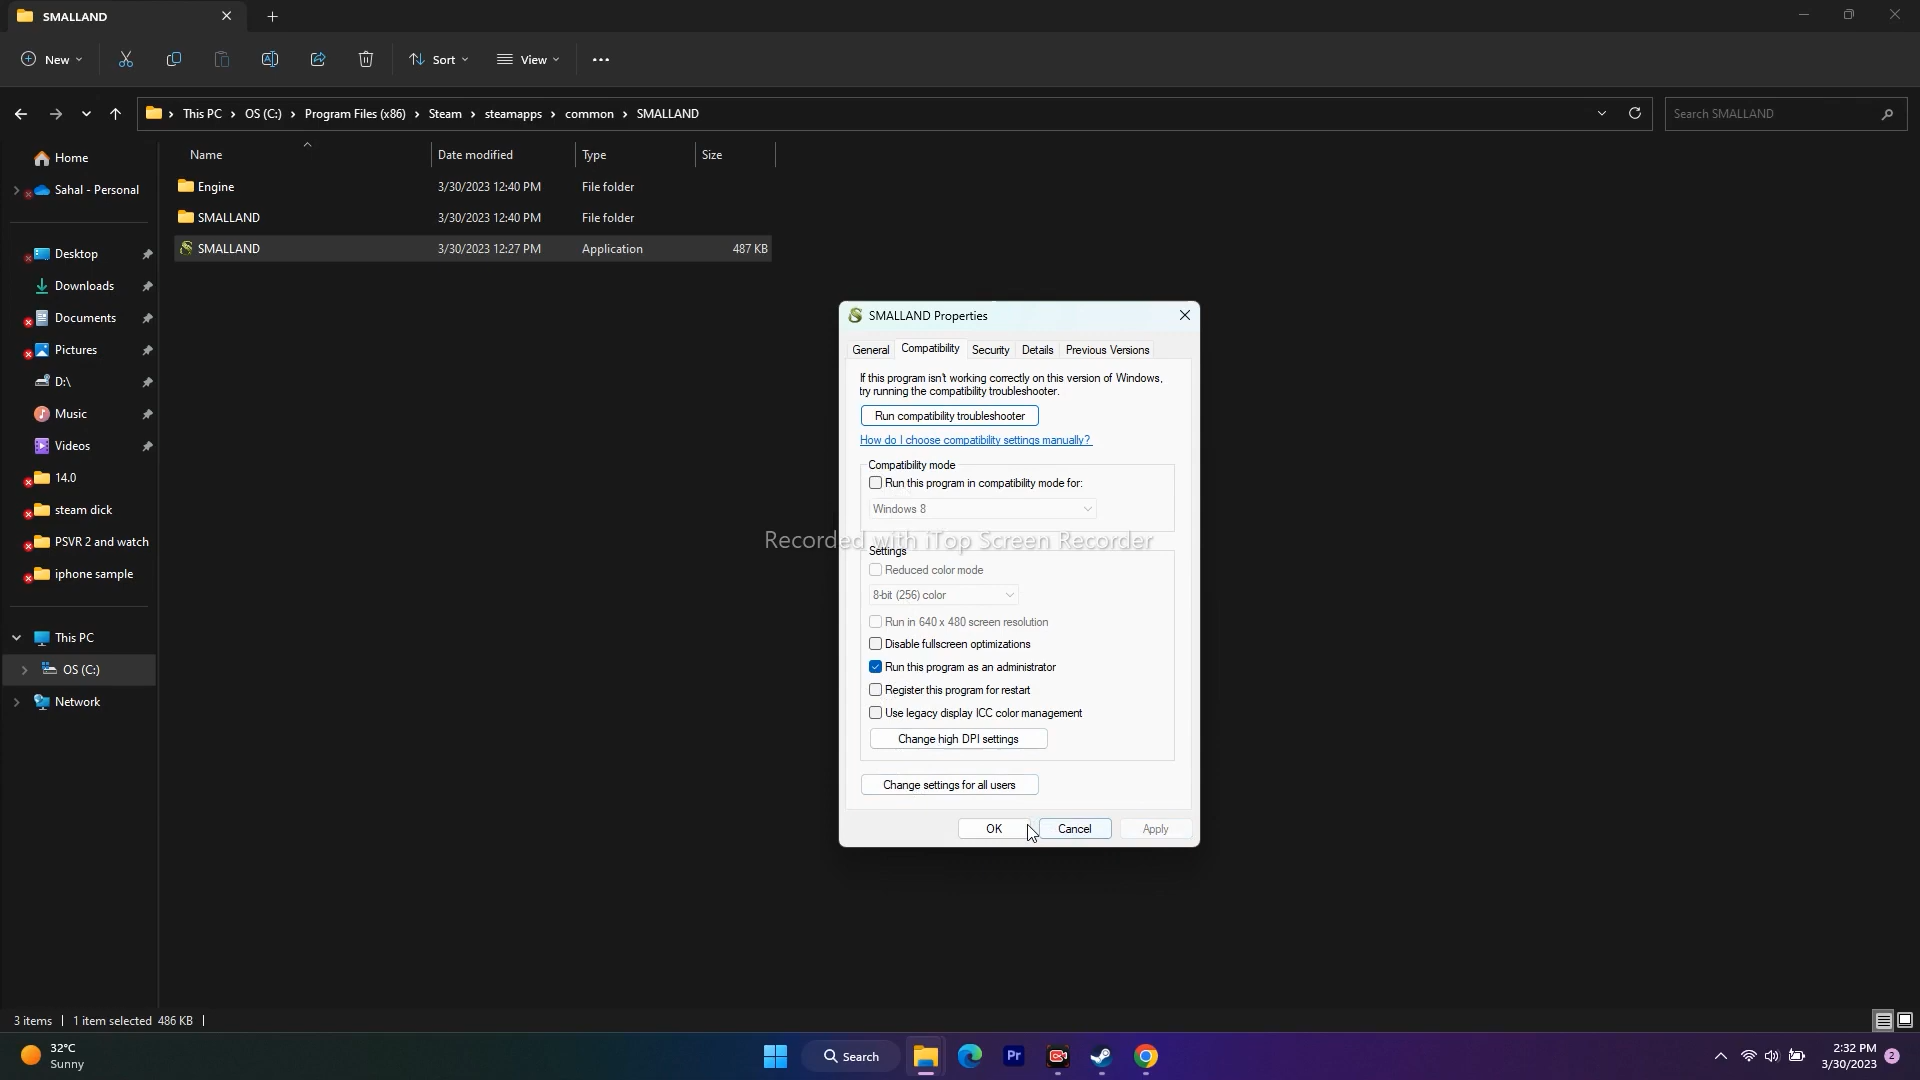 SMALLAND
New
Sort
View
This PC > OS (C:) > Program Files (x86) > Steam > steamapps > common > SMALLAND
Search SMALLAND
Name
Date modified
Type
Size
Home
Sahal - Personal
Desktop
Downloads
Documents
Pictures
D:\
Music
Videos
14.0
steam dick
PSVR 2 and watch
iphone sample
This PC
OS (C:)
Network
Engine 3/30/2023 12:40 PM File folder
SMALLAND 3/30/2023 12:40 PM File folder
SMALLAND 3/30/2023 12:27 PM Application 487 KB
SMALLAND Properties
General Compatibility Security Details Previous Versions
If this program isn't working correctly on this version of Windows,
try running the compatibility troubleshooter.
Run compatibility troubleshooter
How do I choose compatibility settings manually?
Compatibility mode
Run this program in compatibility mode for:
Windows 8
Recorded with iTop Screen Recorder
Settings
Reduced color mode
8-bit (256) color
Run in 640 x 480 screen resolution
Disable fullscreen optimizations
Run this program as an administrator
Register this program for restart
Use legacy display ICC color management
Change high DPI settings
Change settings for all users
OK
Cancel
Apply
3 items
1 item selected 486 KB
32°C
Sunny
Search
Pr
2:32 PM
3/30/2023
2